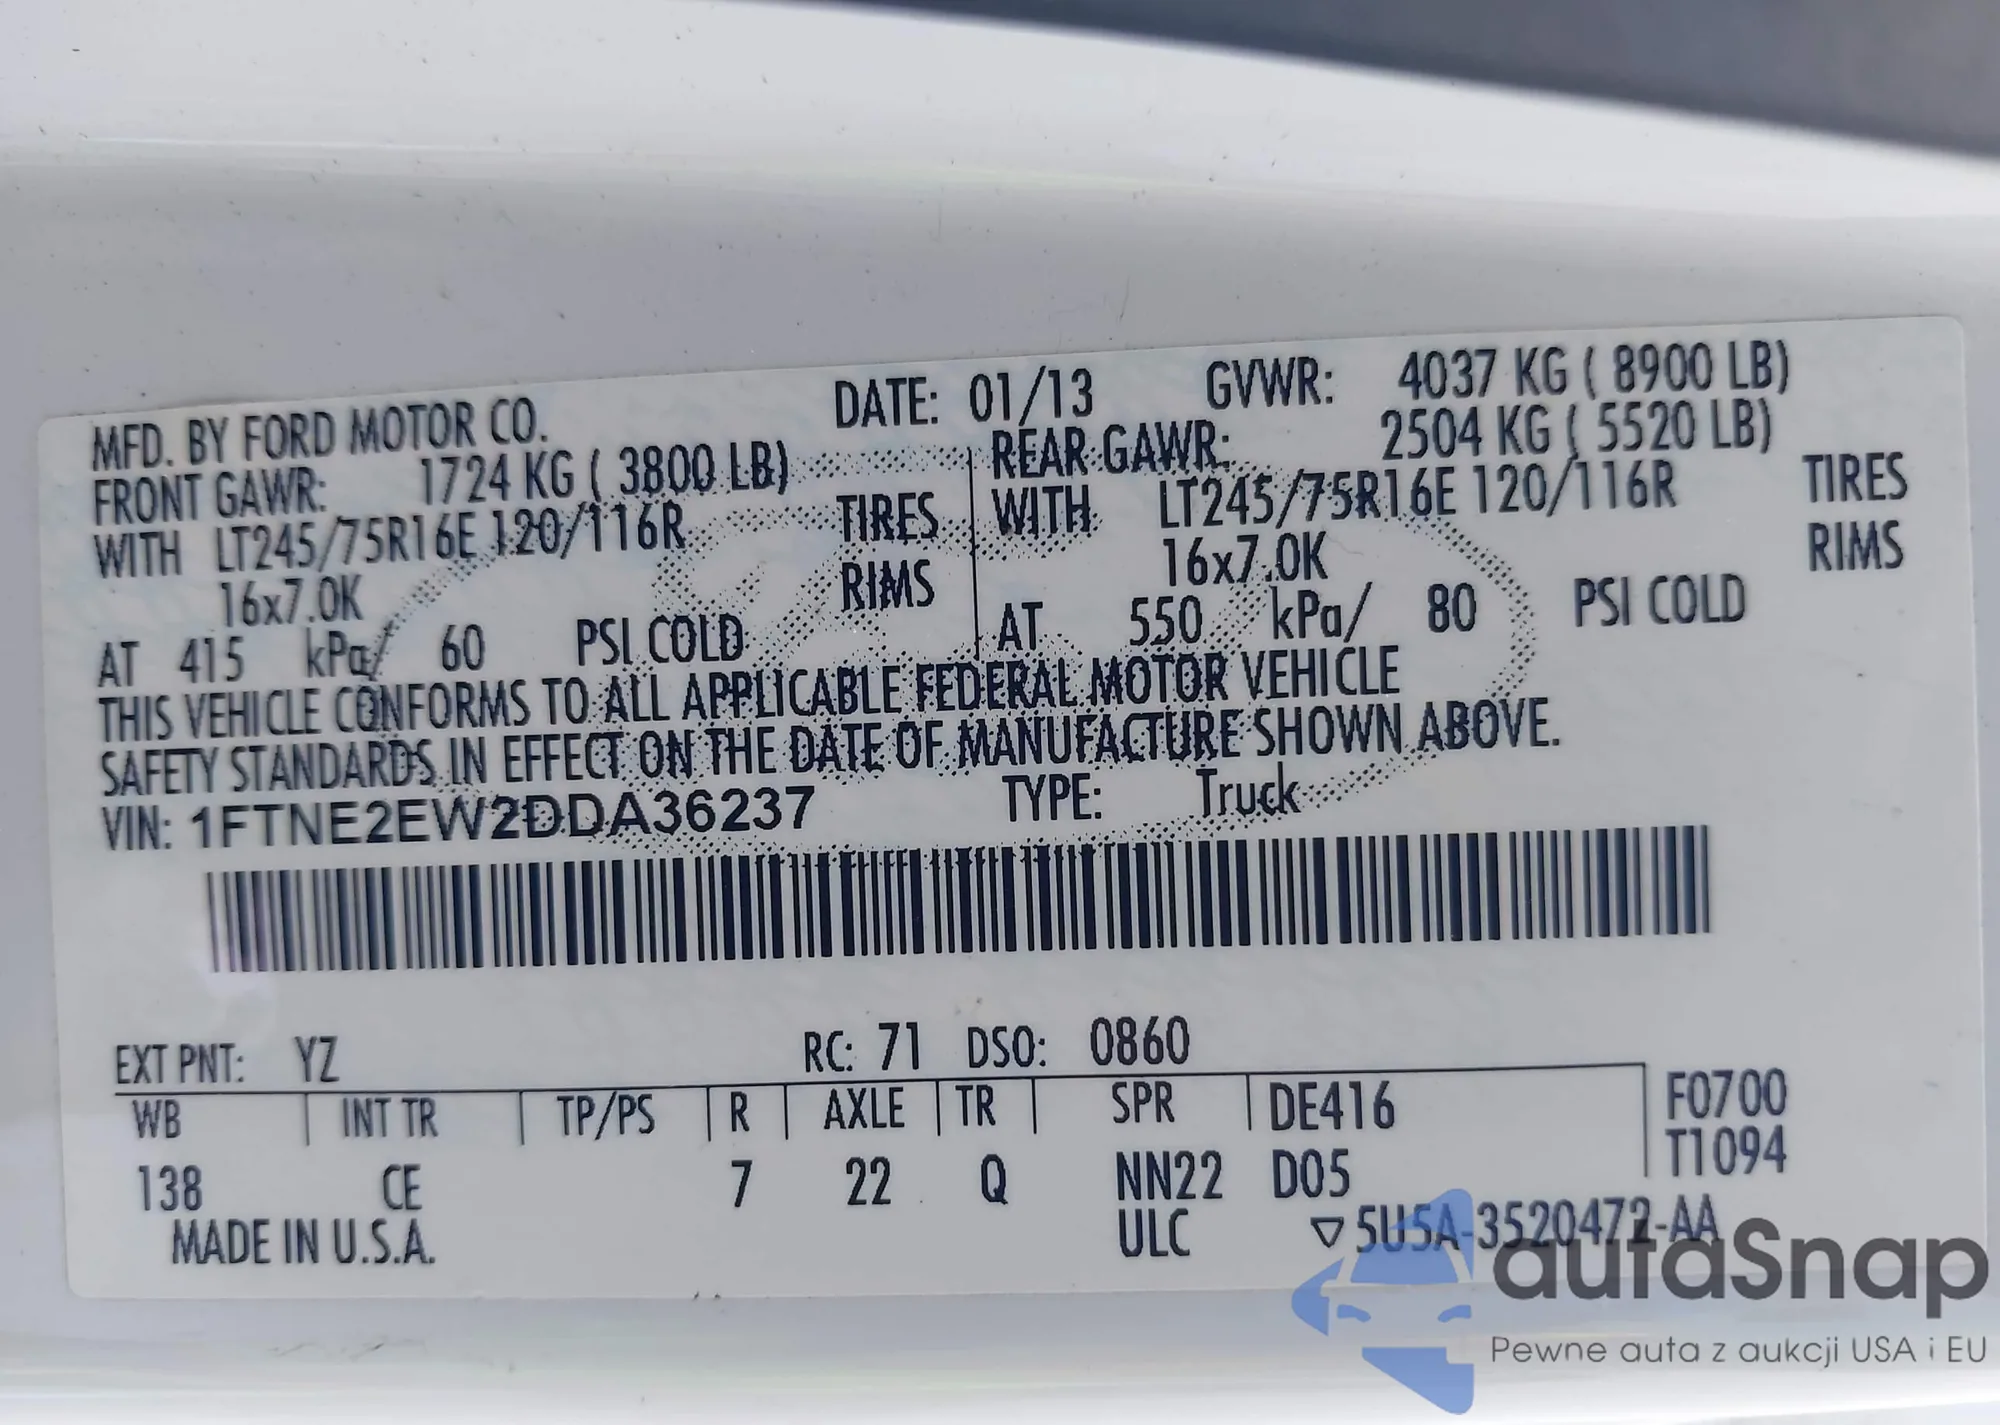 MFD. BY FORD MOTOR CO. DATE: 01/13 GVWR: 4037 KG ( 8900 LB)
FRONT GAWR: 1724 KG ( 3800 LB) REAR GAWR: 2504 KG ( 5520 LB)
WITH LT245/75R16E 120/116R TIRES WITH LT245/75R16E 120/116R TIRES
16x7.0K RIMS 16x7.0K RIMS
AT 415 kPa/ 60 PSI COLD AT 550 kPa/ 80 PSI COLD
THIS VEHICLE CONFORMS TO ALL APPLICABLE FEDERAL MOTOR VEHICLE
SAFETY STANDARDS IN EFFECT ON THE DATE OF MANUFACTURE SHOWN ABOVE.
VIN: 1FTNE2EW2DDA36237 TYPE: Truck
EXT PNT: YZ RC: 71 DSO: 0860
WB INT TR TP/PS R AXLE TR SPR DE416 F0700
138 CE 7 22 Q NN22 D05 T1094
MADE IN U.S.A. ULC ▽5U5A-3520472-AA
autaSnap
Pewne auta z aukcji USA i EU